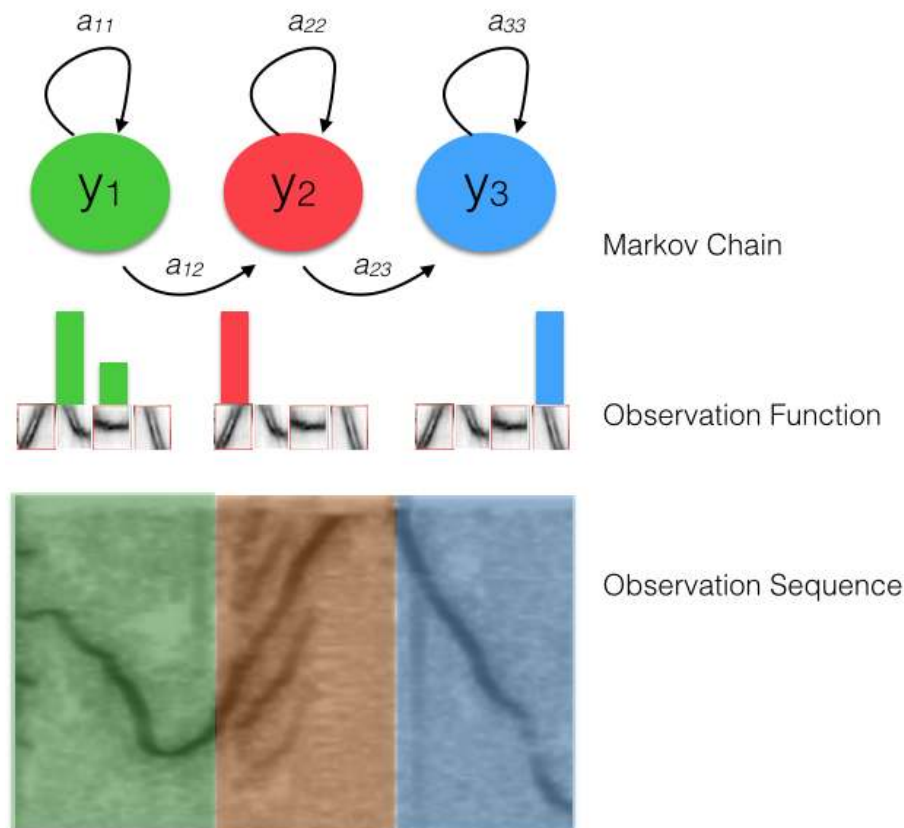 a11 a22 a33
y1 y2 y3
Markov Chain
a12 a23
Observation Function
Observation Sequence